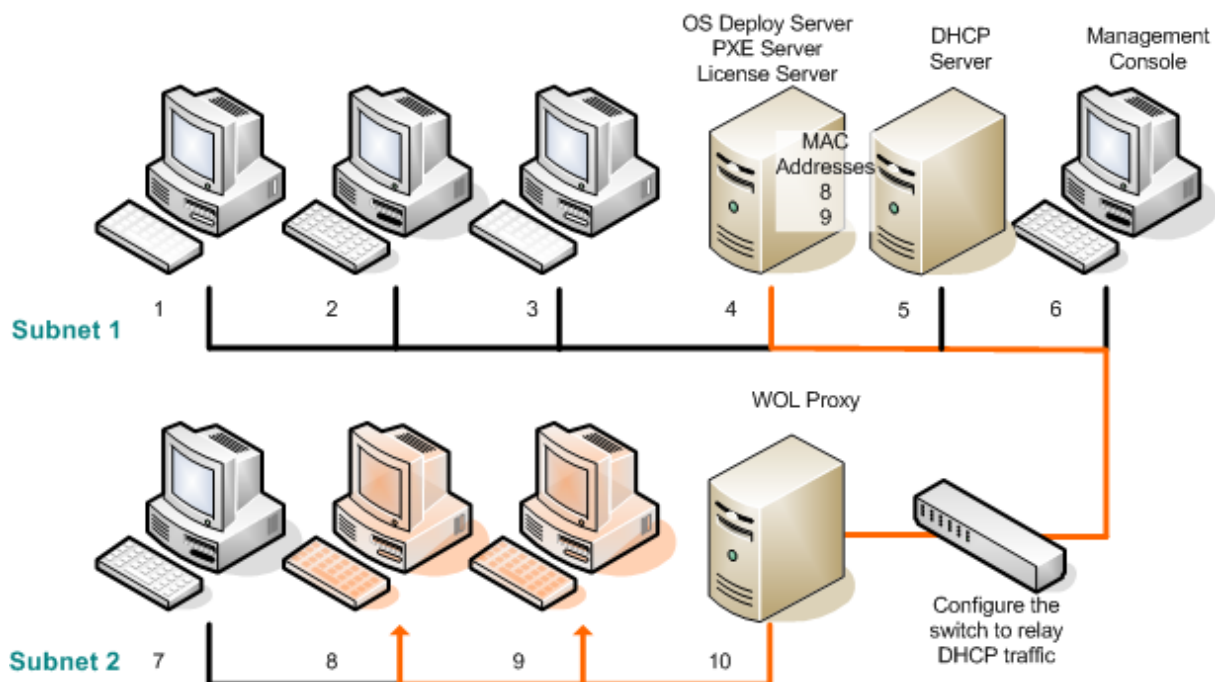 OS Deploy Server
PXE Server
License Server
DHCP
Server
Management
Console
MAC
Addresses
8
9
1
2
3
4
5
6
Subnet 1
WOL Proxy
Configure the
switch to relay
DHCP traffic
7
8
9
10
Subnet 2